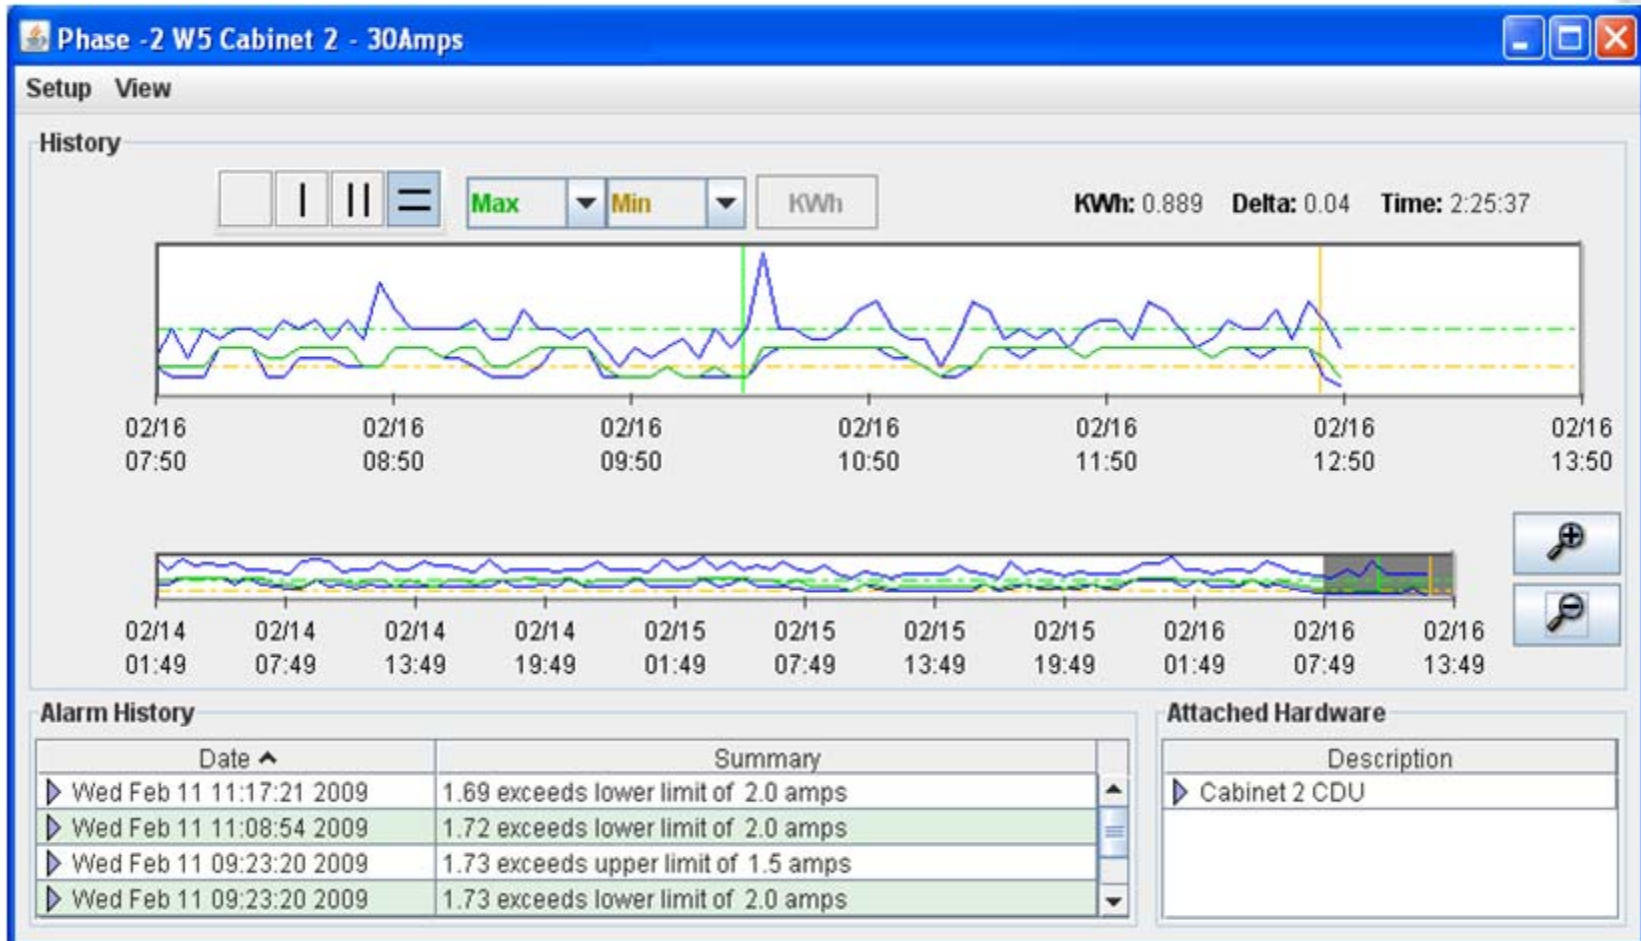 Phase -2 W5 Cabinet 2 - 30Amps
Setup View
History
Max Min KWh KWh: 0.889 Delta: 0.04 Time: 2:25:37
02/16 02/16 02/16 02/16 02/16 02/16 02/16
07:50 08:50 09:50 10:50 11:50 12:50 13:50
02/14 02/14 02/14 02/14 02/15 02/15 02/15 02/15 02/16 02/16 02/16
01:49 07:49 13:49 19:49 01:49 07:49 13:49 19:49 01:49 07:49 13:49
Alarm History Attached Hardware
Date Summary Description
Wed Feb 11 11:17:21 2009 1.69 exceeds lower limit of 2.0 amps Cabinet 2 CDU
Wed Feb 11 11:08:54 2009 1.72 exceeds lower limit of 2.0 amps
Wed Feb 11 09:23:20 2009 1.73 exceeds upper limit of 1.5 amps
Wed Feb 11 09:23:20 2009 1.73 exceeds lower limit of 2.0 amps